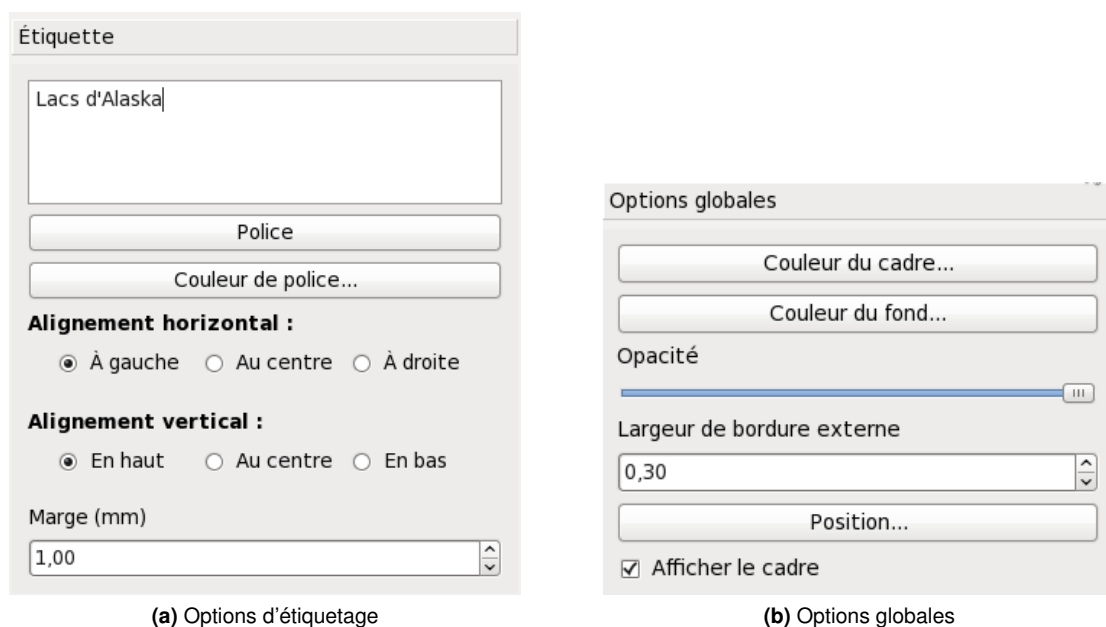 Étiquette
Lacs d'Alaska
Police
Couleur de police...
Alignement horizontal :
À gauche Au centre À droite
Alignement vertical :
En haut Au centre En bas
Marge (mm)
1,00
(a) Options d'étiquetage
Options globales
Couleur du cadre...
Couleur du fond...
Opacité
Largeur de bordure externe
0,30
Position...
Afficher le cadre
(b) Options globales